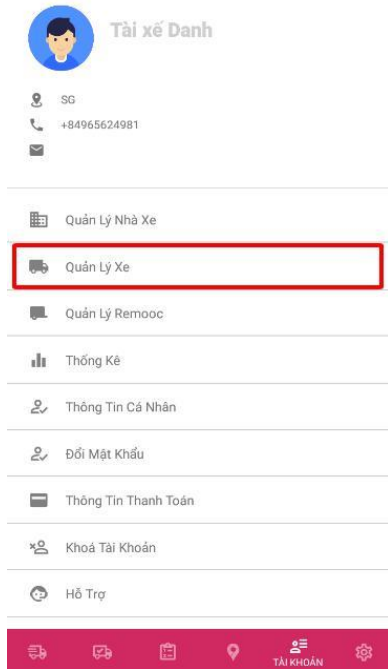 Tài xế Danh
SG
+84965624981
Quản Lý Nhà Xe
Quản Lý Xe
Quản Lý Remooc
Thống Kê
Thông Tin Cá Nhân
Đổi Mật Khẩu
Thông Tin Thanh Toán
Khoá Tài Khoản
Hỗ Trợ
TÀI KHOẢN